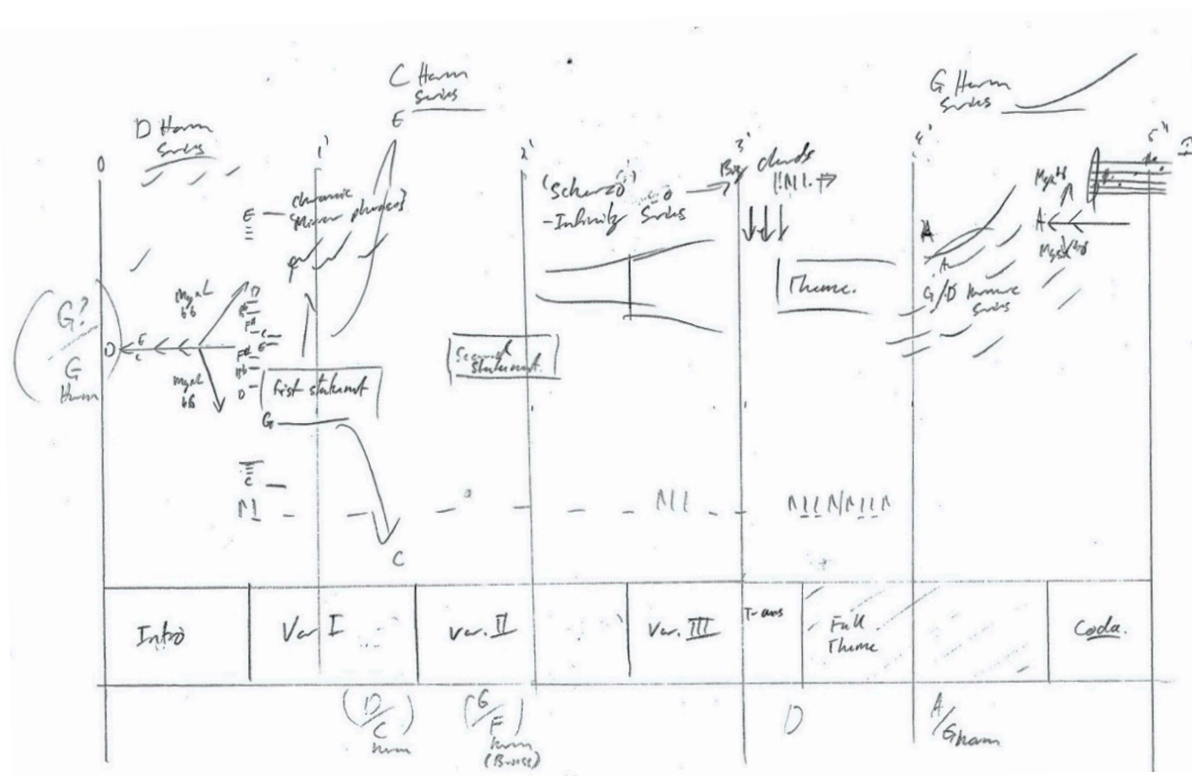 C Harm
Series
E
G Harm
Series
D Harm
Series
0
1'
2'
3'
4'
5"
Big chords
'Scherzo'
- Infinity Series
E
Theme.
A
A
G/D Harmonic
Series
A
G?
G
Harm
D
E
C
D
F#
C
E
F#
D
First statement
Second
Statement.
G
C
C
Intro
Var I
Var. II
Var. III
Trans
Full
Theme
Coda.
(D/C)
Harm
(G/F)
Harm
(Brass)
D
A/G Harm